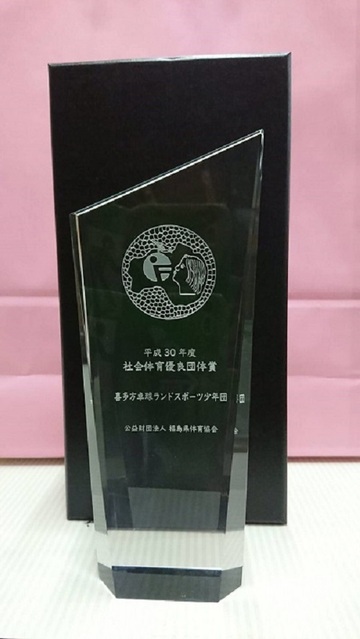 平成30年度
社会体育優良団体賞
喜多方卓球ランドスポーツ少年団
公益財団法人 福島県体育協会